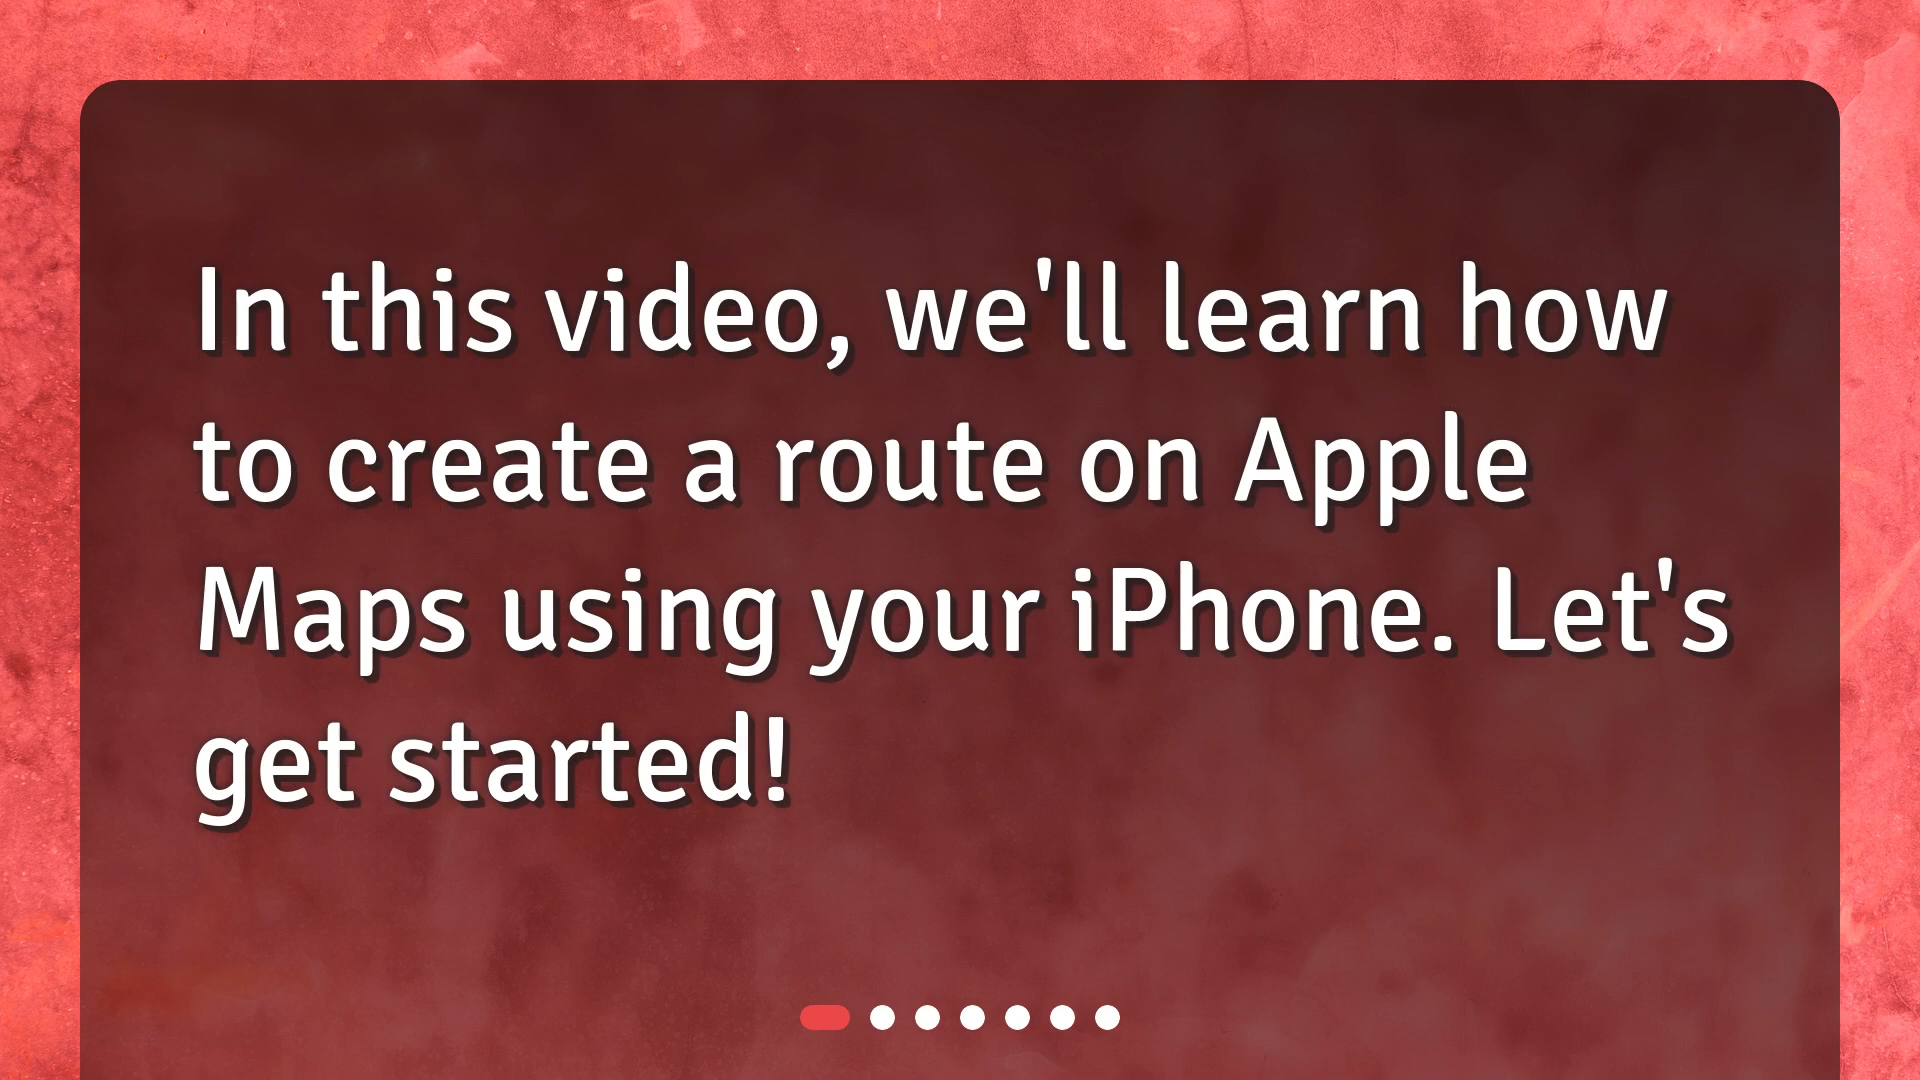 In this video, we'll learn how
to create a route on Apple
Maps using your iPhone. Let's
get started!